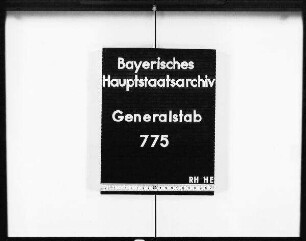 Bayerisches
Hauptstaatsarchiv
Generalstab
775
RH HE